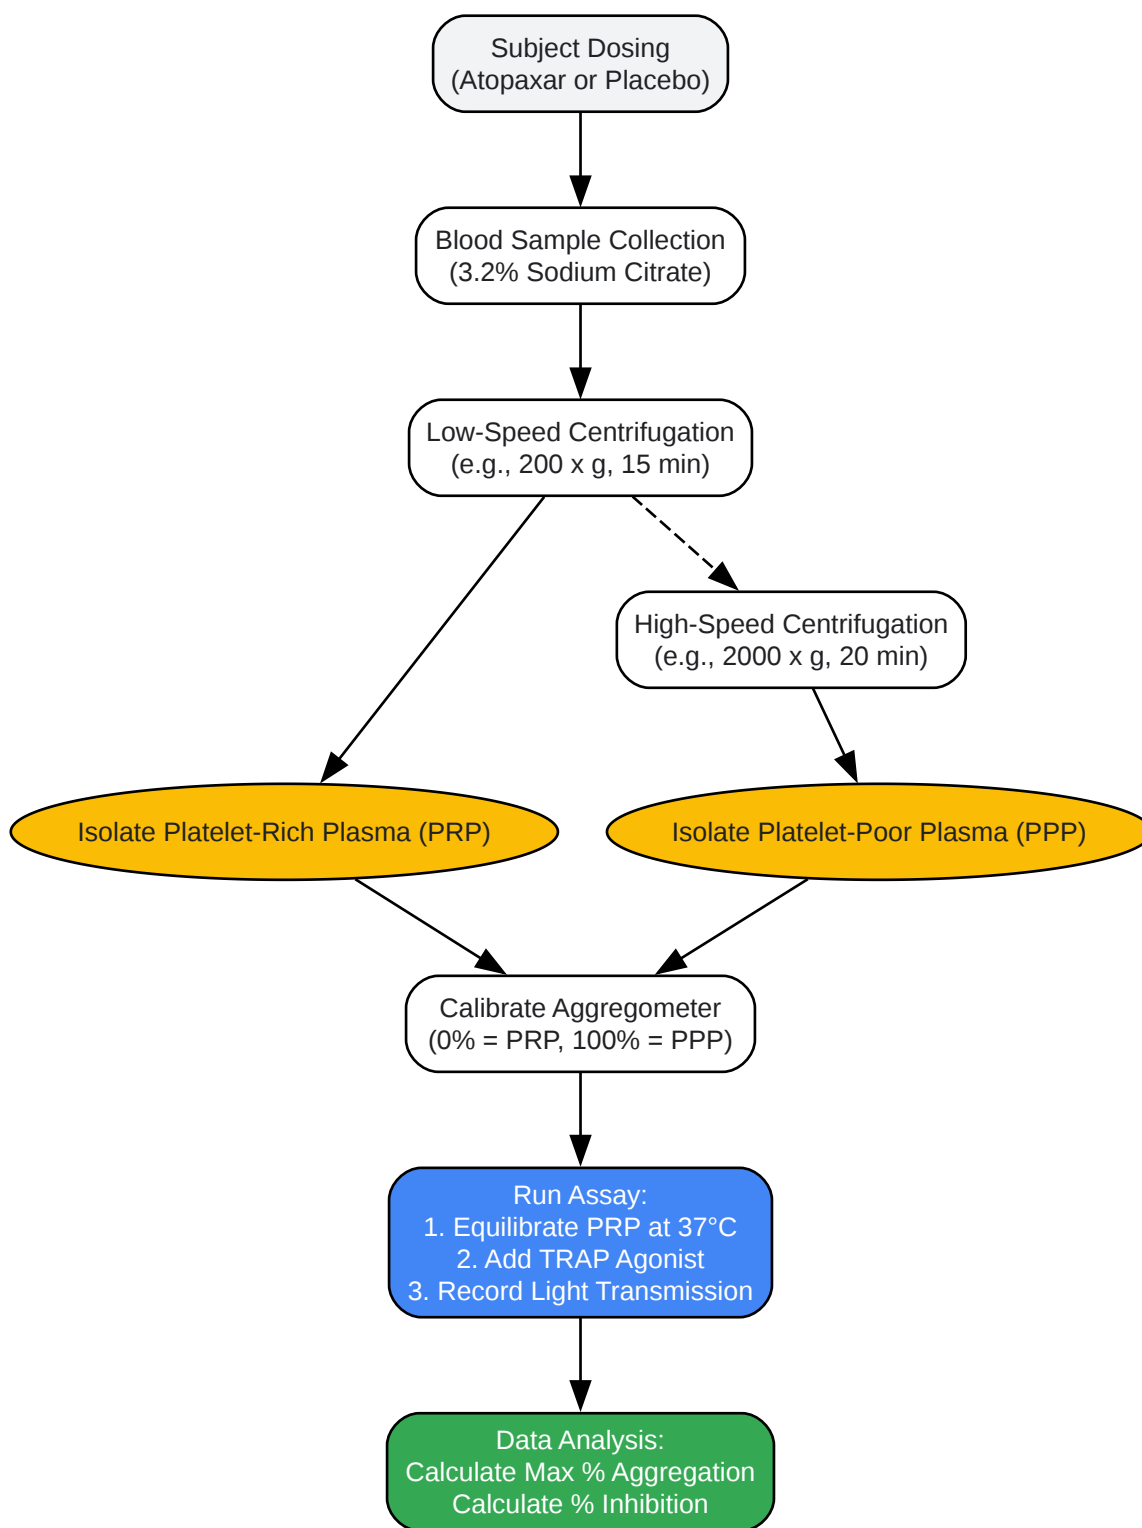 Subject Dosing
(Atopaxar or Placebo)
Blood Sample Collection
(3.2% Sodium Citrate)
Low-Speed Centrifugation
(e.g., 200 x g, 15 min)
High-Speed Centrifugation
(e.g., 2000 x g, 20 min)
Isolate Platelet-Rich Plasma (PRP)
Isolate Platelet-Poor Plasma (PPP)
Calibrate Aggregometer
(0% = PRP, 100% = PPP)
Run Assay:
1. Equilibrate PRP at 37°C
2. Add TRAP Agonist
3. Record Light Transmission
Data Analysis:
Calculate Max % Aggregation
Calculate % Inhibition